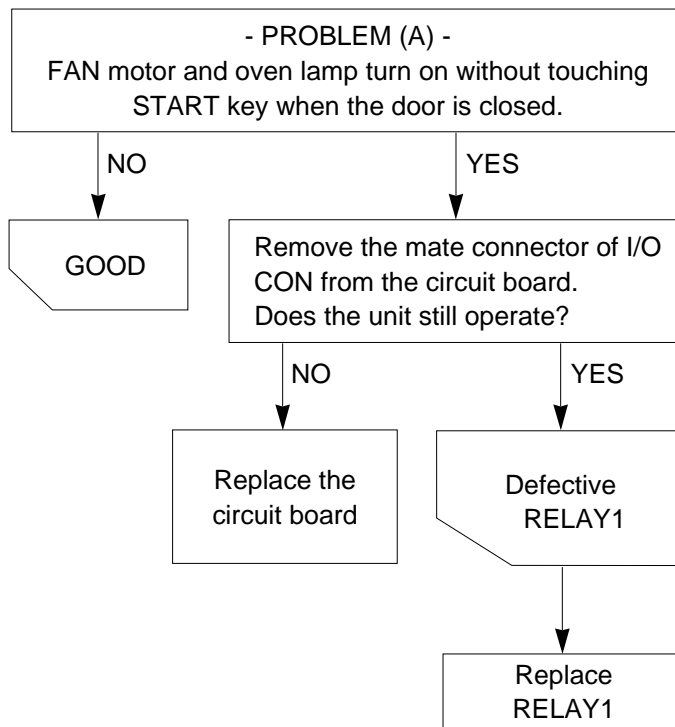 - PROBLEM (A) -
FAN motor and oven lamp turn on without touching
START key when the door is closed.
NO
YES
GOOD
Remove the mate connector of I/O
CON from the circuit board.
Does the unit still operate?
NO
YES
Replace the
circuit board
Defective
RELAY1
Replace
RELAY1